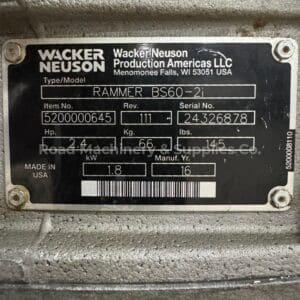 WACKER NEUSON
Wacker Neuson Production Americas LLC
Menomonee Falls, WI 53051 USA
Type/Model
RAMMER BS60-2i
Item No. Rev. Serial No.
5200000645 111 24326878
hp kg lbs.
2.4 66 145
Road Machinery & Supplies Co.
kW Manuf. Yr.
MADE IN USA 1.8 16
5200008110